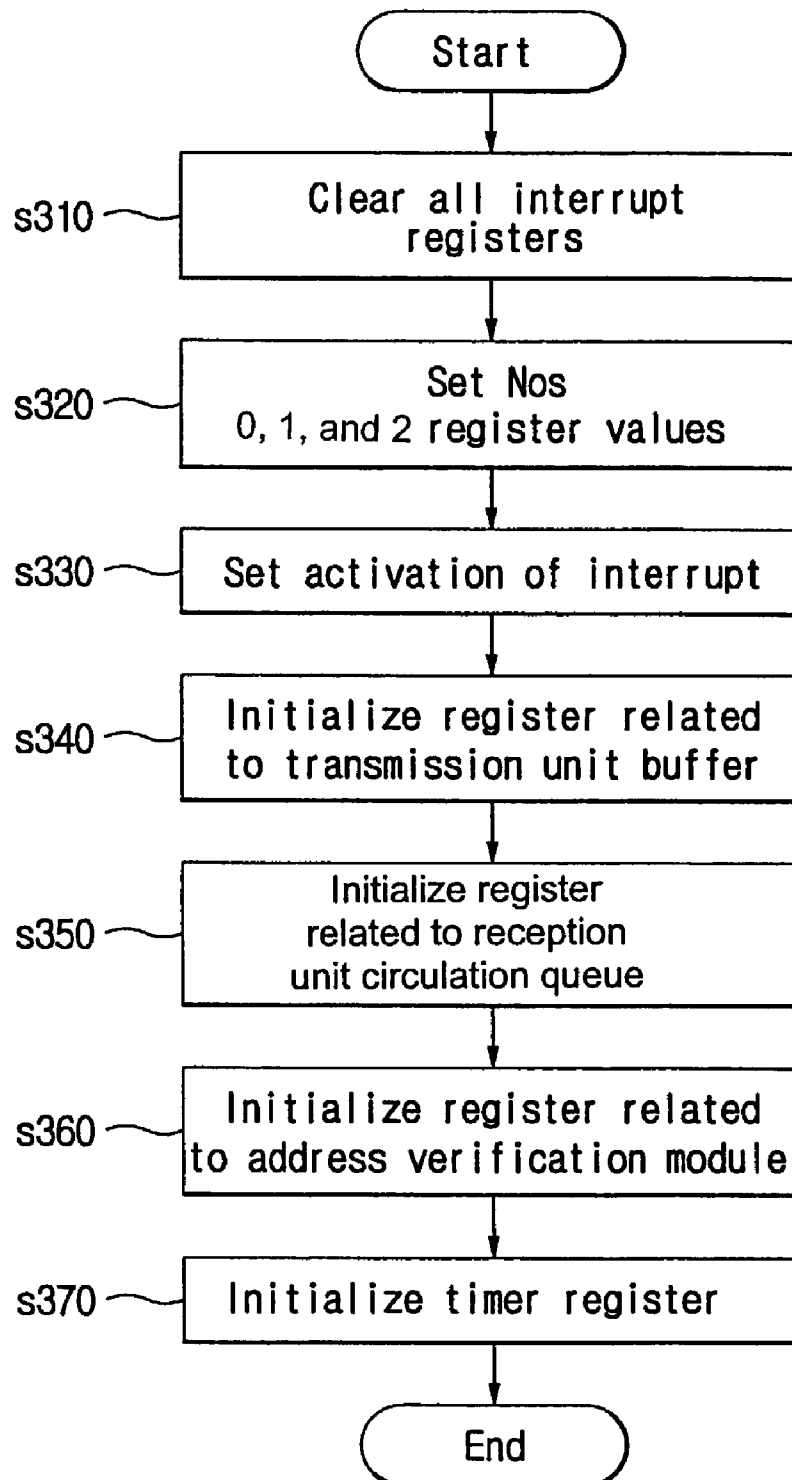 Start
s310
Clear all interrupt
registers
s320
Set Nos
0, 1, and 2 register values
s330
Set activation of interrupt
s340
Initialize register related
to transmission unit buffer
s350
Initialize register
related to reception
unit circulation queue
s360
Initialize register related
to address verification module
s370
Initialize timer register
End